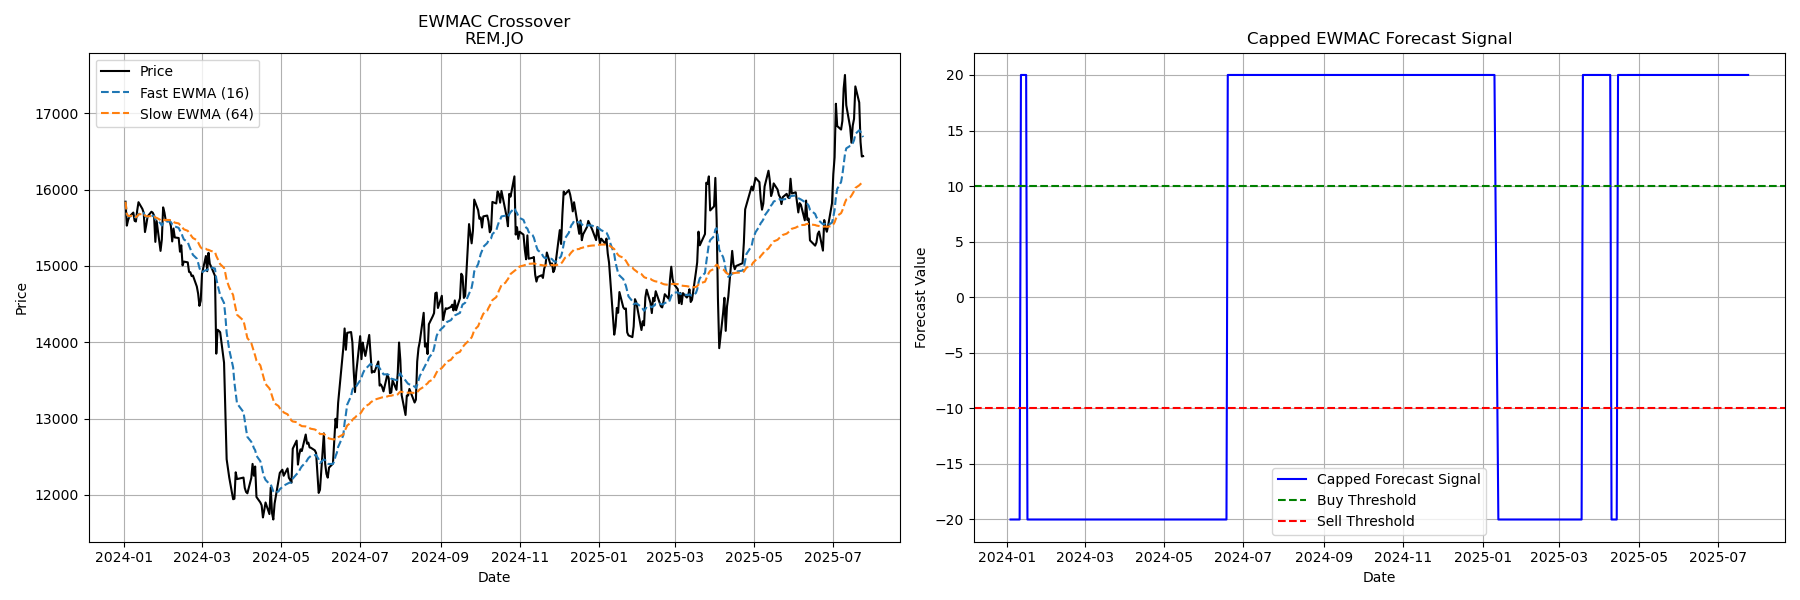 EWMAC Crossover
REM.JO
Price
Fast EWMA (16)
Slow EWMA (64)
Price
17000
16000
15000
14000
13000
12000
2024-01
2024-03
2024-05
2024-07
2024-09
2024-11
2025-01
2025-03
2025-05
2025-07
Date
Capped EWMAC Forecast Signal
Forecast Value
20
15
10
5
0
−5
−10
−15
−20
Capped Forecast Signal
Buy Threshold
Sell Threshold
2024-01
2024-03
2024-05
2024-07
2024-09
2024-11
2025-01
2025-03
2025-05
2025-07
Date